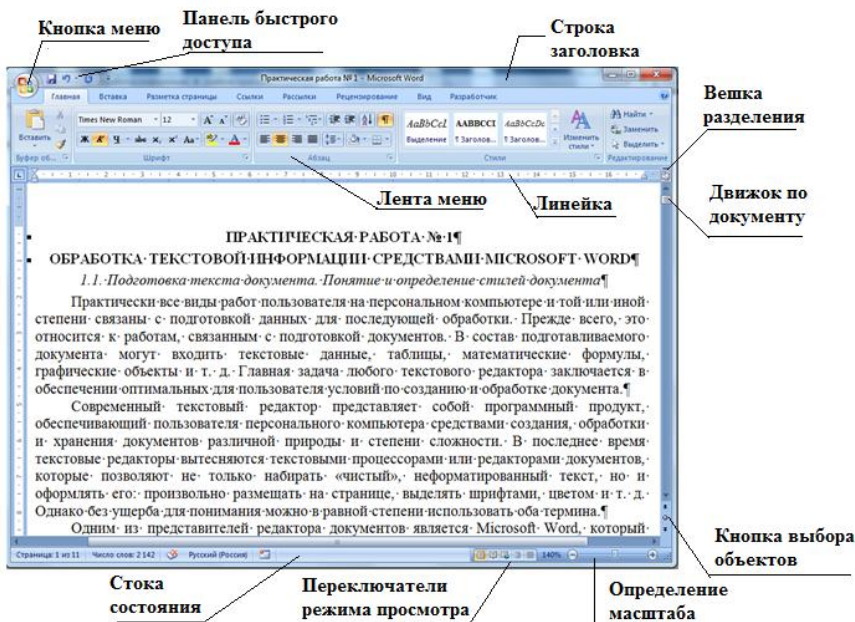 Кнопка меню
Панель быстрого
доступа
Строка
заголовка
Практическая работа № 1 - Microsoft Word
Главная Вставка Разметка страницы Ссылки Рассылки Рецензирование Вид Разработчик
Times New Roman 12
AaBbCcI AABBCCI AaBbCcDc
Найти
Заменить
Вставить
Выделение ¶ Заголов... ¶ Заголов... Изменить
стили
Выделить
Буфер об... Шрифт Абзац Стили Редактирование
Вешка
разделения
Лента меню
Линейка
Движок по
документу
ПРАКТИЧЕСКАЯ·РАБОТА·№·1¶
ОБРАБОТКА·ТЕКСТОВОЙ·ИНФОРМАЦИИ·СРЕДСТВАМИ·MICROSOFT·WORD¶
1.1.·Подготовка·текста·документа.·Понятие·и·определение·стилей·документа¶
Практически·все·виды·работ·пользователя·на·персональном·компьютере·и·той·или·иной·
степени·связаны·с·подготовкой·данных·для·последующей·обработки.·Прежде·всего,·это·
относится·к·работам,·связанным·с·подготовкой·документов.·В·состав·подготавливаемого·
документа·могут·входить·текстовые·данные,·таблицы,·математические·формулы,·
графические·объекты·и·т.·д.·Главная·задача·любого·текстового·редактора·заключается·в·
обеспечении·оптимальных·для·пользователя·условий·по·созданию·и·обработке·документа.¶
Современный·текстовый·редактор·представляет·собой·программный·продукт,·
обеспечивающий·пользователя·персонального·компьютера·средствами·создания,·обработки·
и·хранения·документов·различной·природы·и·степени·сложности.·В·последнее·время·
текстовые·редакторы·вытесняются·текстовыми·процессорами·или·редакторами·документов,·
которые·позволяют·не·только·набирать·«чистый»,·неформатированный·текст,·но·и·
оформлять·его:·произвольно·размещать·на·странице,·выделять·шрифтами,·цветом·и·т.·д.·
Однако·без·ущерба·для·понимания·можно·в·равной·степени·использовать·оба·термина.¶
Одним·из·представителей·редактора·документов·является·Microsoft·Word,·который·
Страница: 1 из 11 Число слов: 2 142 Русский (Россия) 140%
Кнопка выбора
объектов
Стока
состояния
Переключатели
режима просмотра
Определение
масштаба